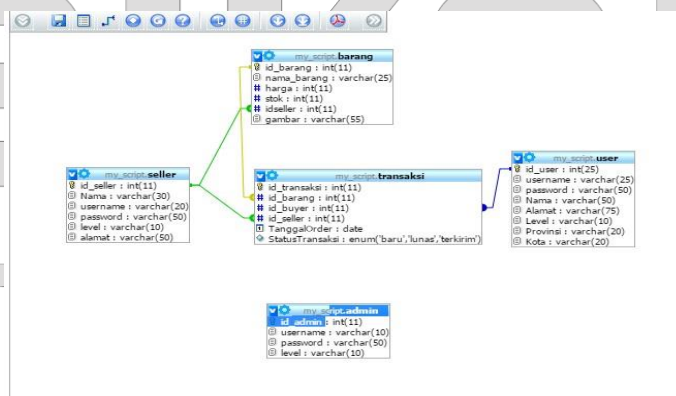 my_script.barang
id_barang : int(11)
nama_barang : varchar(25)
harga : int(11)
stok : int(11)
idseller : int(11)
gambar : varchar(55)
my_script.seller
id_seller : int(11)
Nama : varchar(30)
username : varchar(20)
password : varchar(50)
level : varchar(10)
alamat : varchar(50)
my_script.transaksi
id_transaksi : int(11)
id_barang : int(11)
id_buyer : int(11)
id_seller : int(11)
TanggalOrder : date
StatusTransaksi : enum('baru','lunas','terkirim')
my_script.user
id_user : int(25)
username : varchar(25)
password : varchar(50)
Nama : varchar(50)
Alamat : varchar(75)
Level : varchar(10)
Provinsi : varchar(20)
Kota : varchar(20)
my_script.admin
id_admin : int(11)
username : varchar(10)
password : varchar(50)
level : varchar(10)